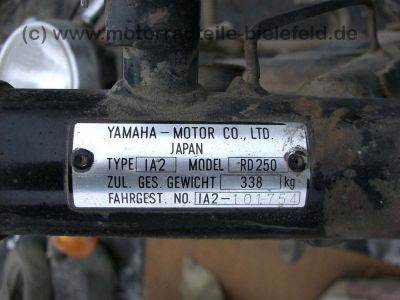 (c) www.motorradteile-bielefeld.de
YAMAHA-MOTOR CO., LTD.
JAPAN
TYPE 1A2 MODEL RD250
ZUL. GES. GEWICHT 338 kg
FAHRGEST. NO. 1A2-101754